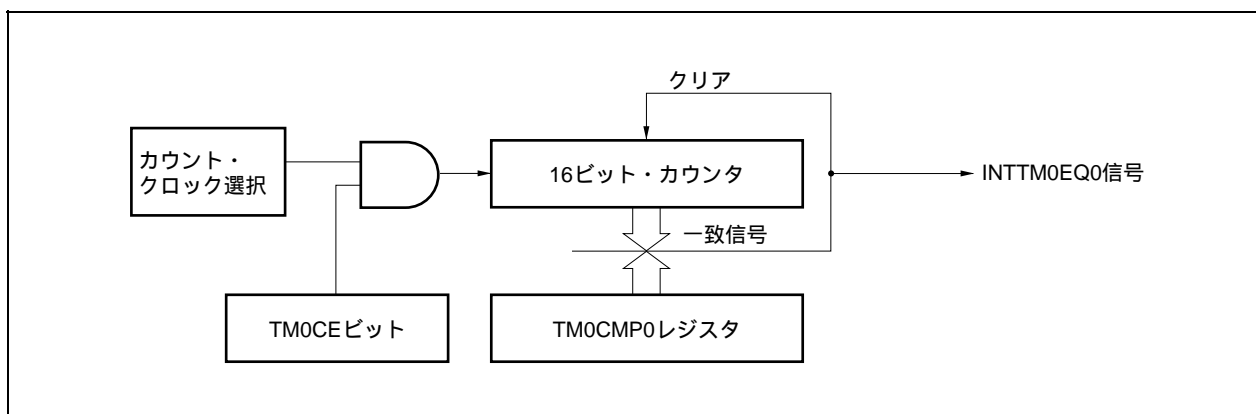 クリア
カウント・
クロック選択
16ビット・カウンタ
INTTM0EQ0信号
一致信号
TM0CEビット
TM0CMP0レジスタ